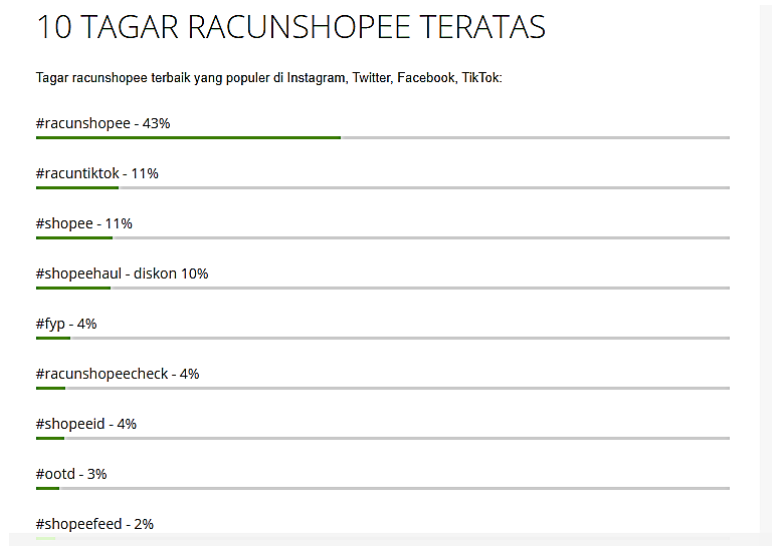 10 TAGAR RACUNSHOPEE TERATAS
Tagar racunshopee terbaik yang populer di Instagram, Twitter, Facebook, TikTok:
#racunshopee - 43%
#racuntiktok - 11%
#shopee - 11%
#shopeehaul - diskon 10%
#fyp - 4%
#racunshopeecheck - 4%
#shopeeid - 4%
#ootd - 3%
#shopeefeed - 2%